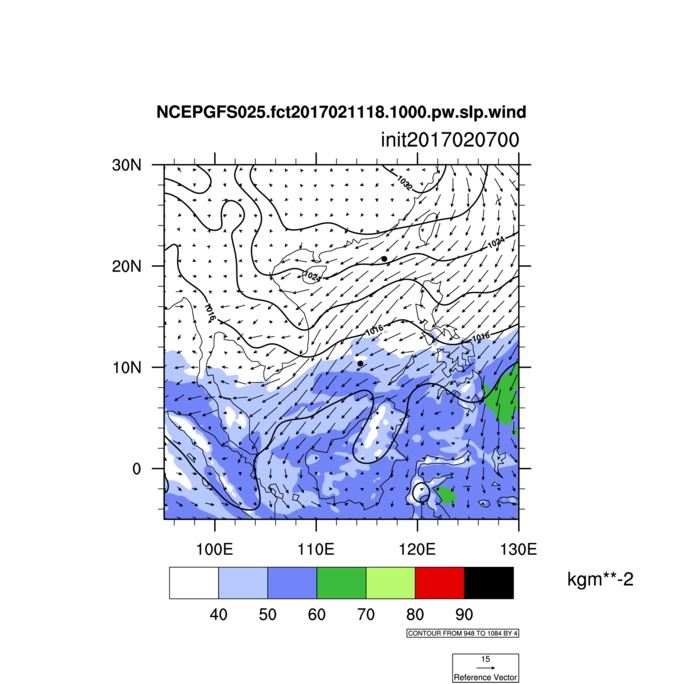 NCEPGFS025.fct2017021118.1000.pw.slp.wind
init2017020700
30N
20N
10N
0
1032
1024
1024
1016
1016
1016
100E
110E
120E
130E
40
50
60
70
80
90
kgm**-2
CONTOUR FROM 948 TO 1084 BY 4
15
Reference Vector